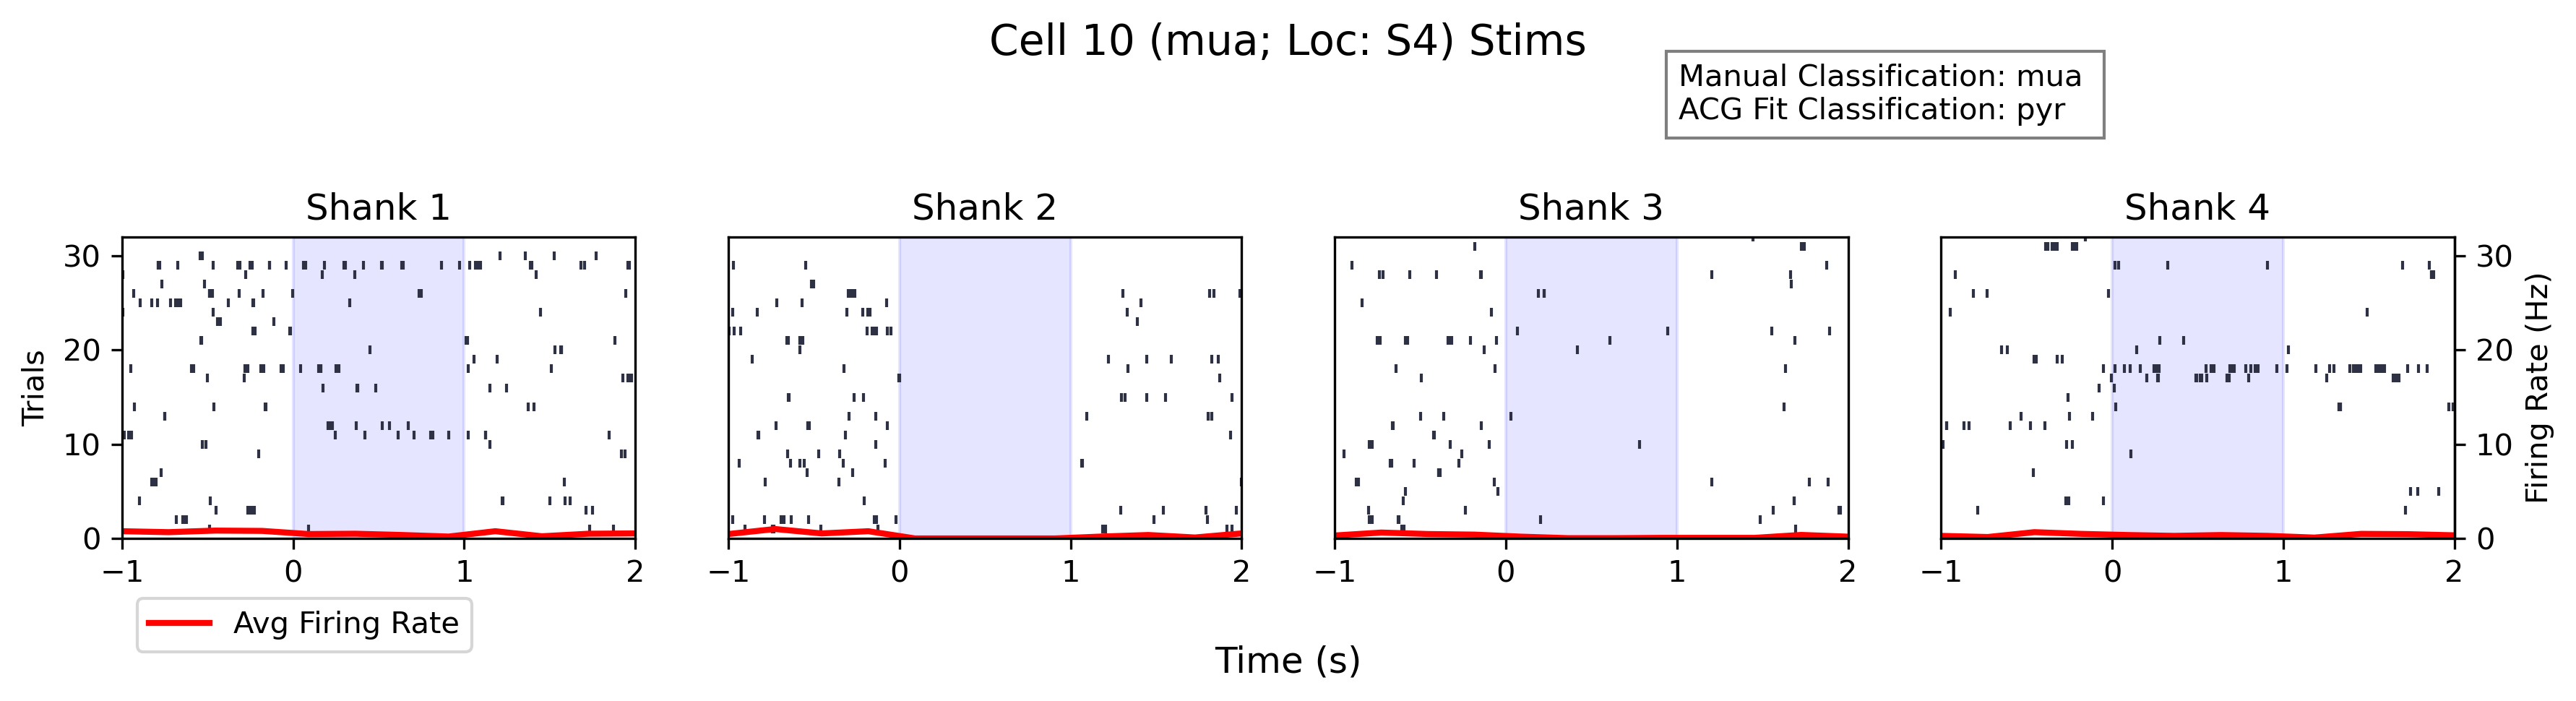 Cell 10 (mua; Loc: S4) Stims
Manual Classification: mua
ACG Fit Classification: pyr
Shank 1
Shank 2
Shank 3
Shank 4
Trials
30
20
10
0
−1 0 1 2
−1 0 1 2
−1 0 1 2
−1 0 1 2
30
20
10
0
Firing Rate (Hz)
Avg Firing Rate
Time (s)